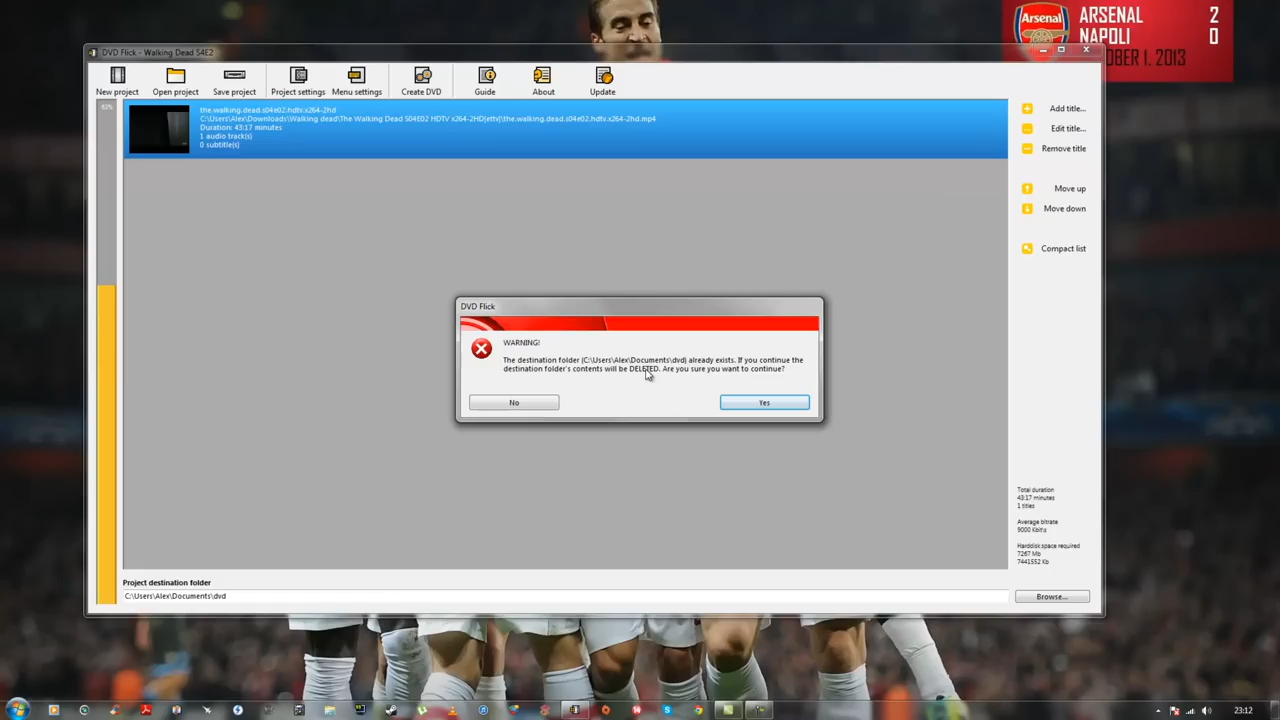 ARSENAL 2
NAPOLI 0
OBER 1, 2013
Arsenal
DVD Flick - Walking Dead S4E2
New project
Open project
Save project
Project settings
Menu settings
Create DVD
Guide
About
Update
63%
the.walking.dead.s04e02.hdtv.x264-2hd
C:\Users\Alex\Downloads\Walking dead\The Walking Dead S04E02 HDTV x264-2HD[ettv]\the.walking.dead.s04e02.hdtv.x264-2hd.mp4
Duration: 43:17 minutes
1 audio track(s)
0 subtitle(s)
Add title...
Edit title...
Remove title
Move up
Move down
Compact list
DVD Flick
WARNING!
The destination folder (C:\Users\Alex\Documents\dvd) already exists. If you continue the
destination folder's contents will be DELETED. Are you sure you want to continue?
No
Yes
Total duration
43:17 minutes
1 titles
Average bitrate
9000 Kbit\s
Harddisk space required
7267 Mb
7441552 Kb
Project destination folder
C:\Users\Alex\Documents\dvd
Browse...
23:12